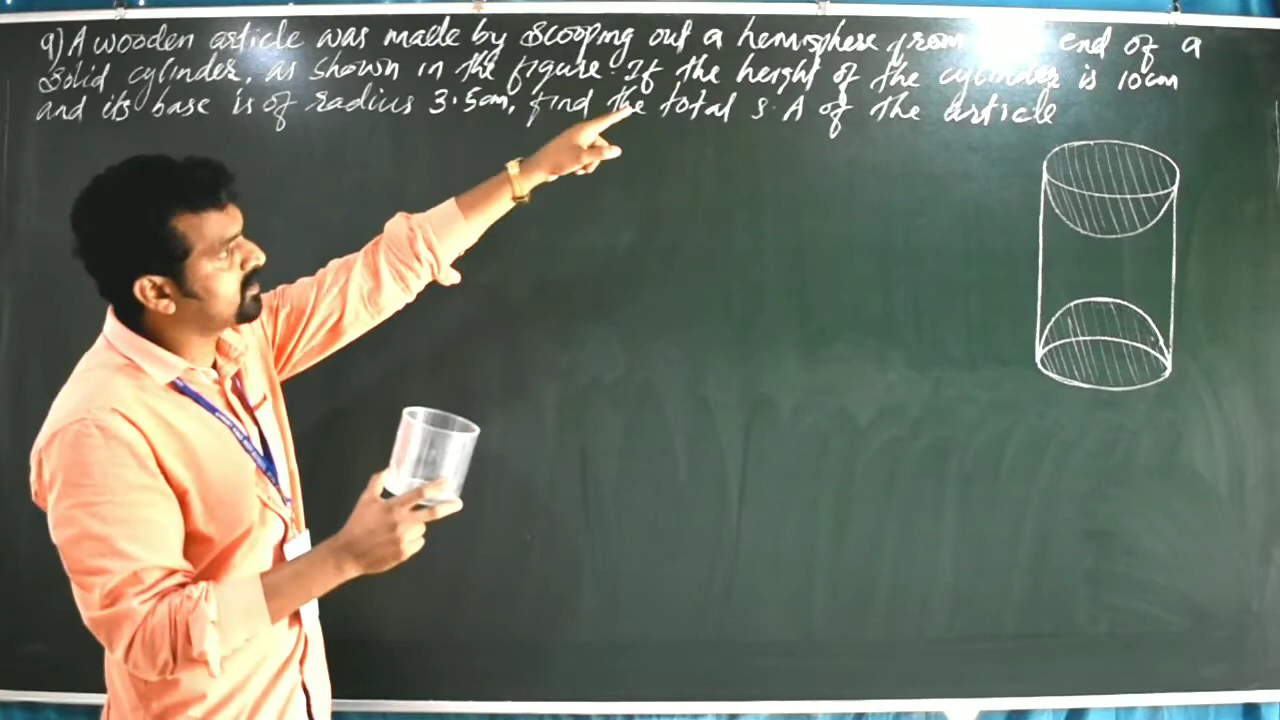 9) A wooden article was made by scooping out a hemisphere from end of a
Solid cylinder, as shown in the figure. If the height of the cylinder is 10cm
and its base is of radius 3.5cm, find the total S.A of the article